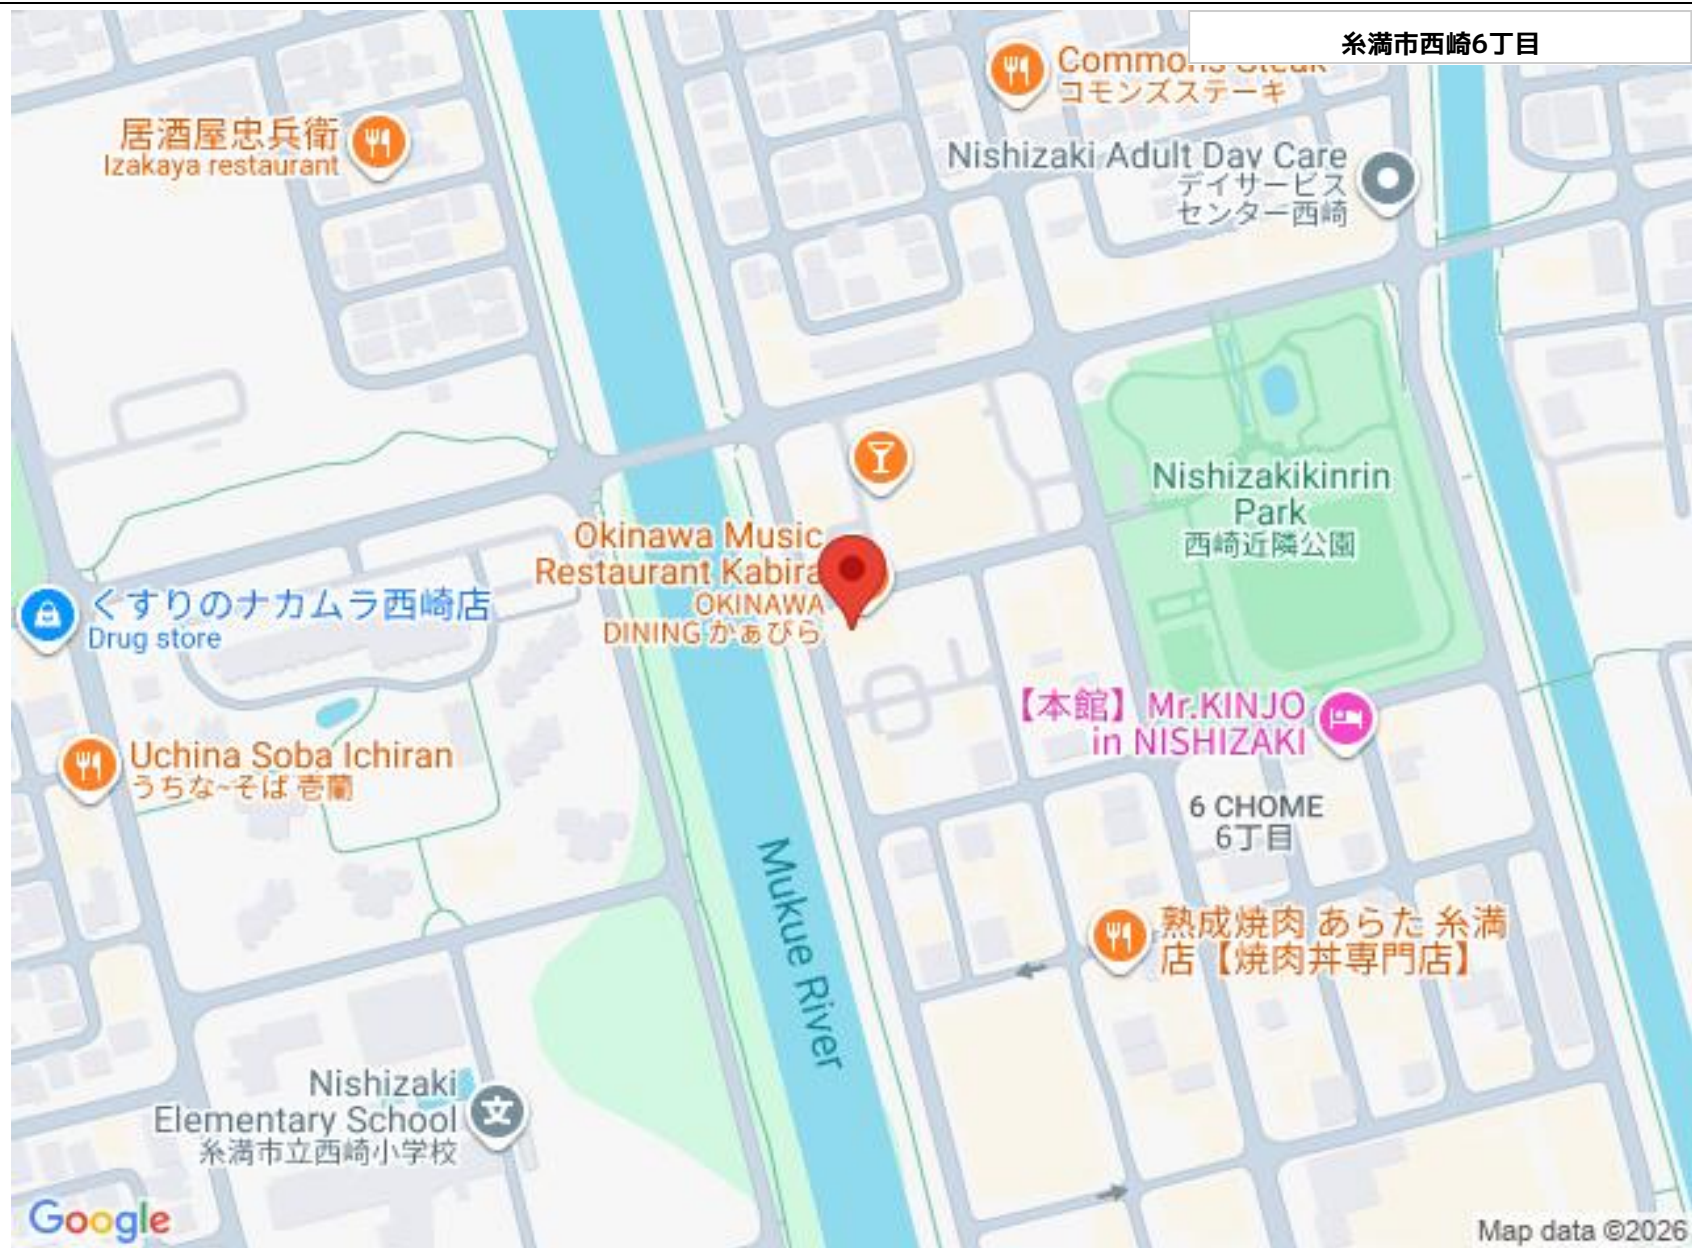 糸満市西崎6丁目
コモンズステーキ
居酒屋忠兵衛
Izakaya restaurant
Nishizaki Adult Day Care
デイサービス
センター西崎
Nishizakikinrin
Park
西崎近隣公園
Okinawa Music
Restaurant Kabira
OKINAWA
DINING かぁびら
くすりのナカムラ西崎店
Drug store
【本館】Mr.KINJO
in NISHIZAKI
Uchina Soba Ichiran
うちな~そば 壱蘭
6 CHOME
6丁目
Mukue River
熟成焼肉 あらた 糸満
店【焼肉丼専門店】
Nishizaki
Elementary School
糸満市立西崎小学校
文
Google
Map data ©2026